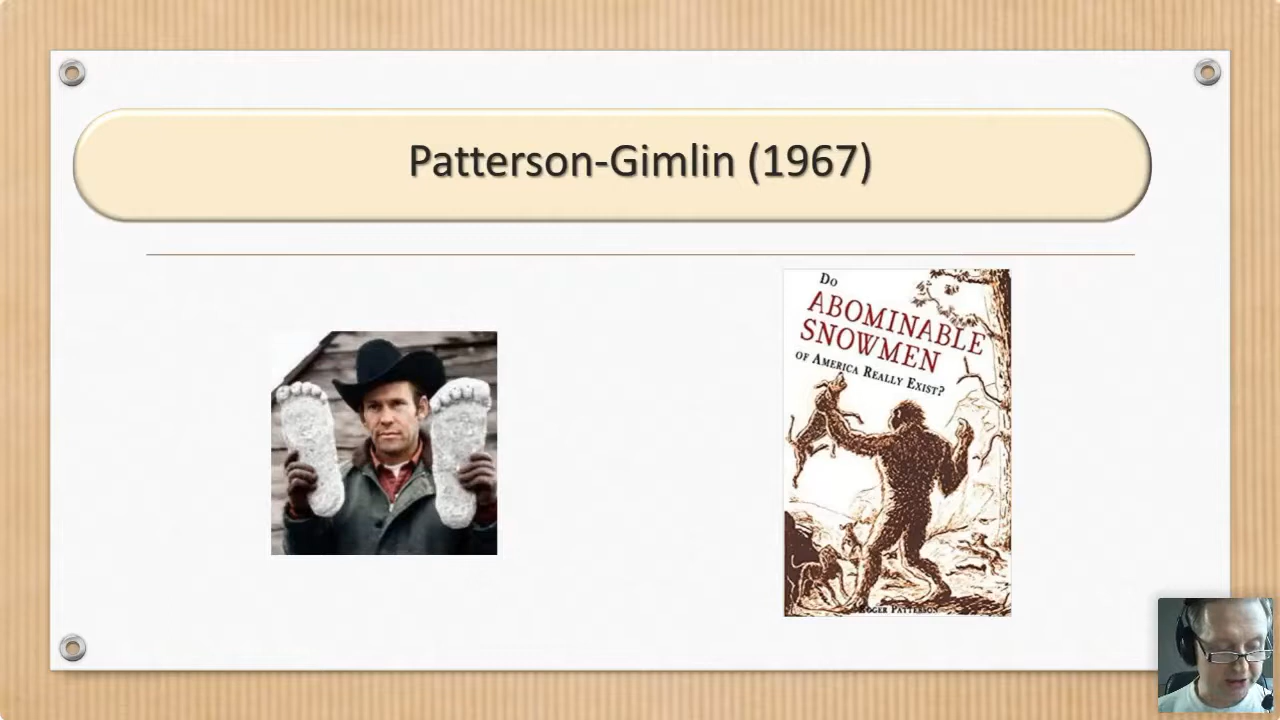 Patterson-Gimlin (1967)
Do
ABOMINABLE
SNOWMEN
OF AMERICA REALLY EXIST?
ROGER PATTERSON